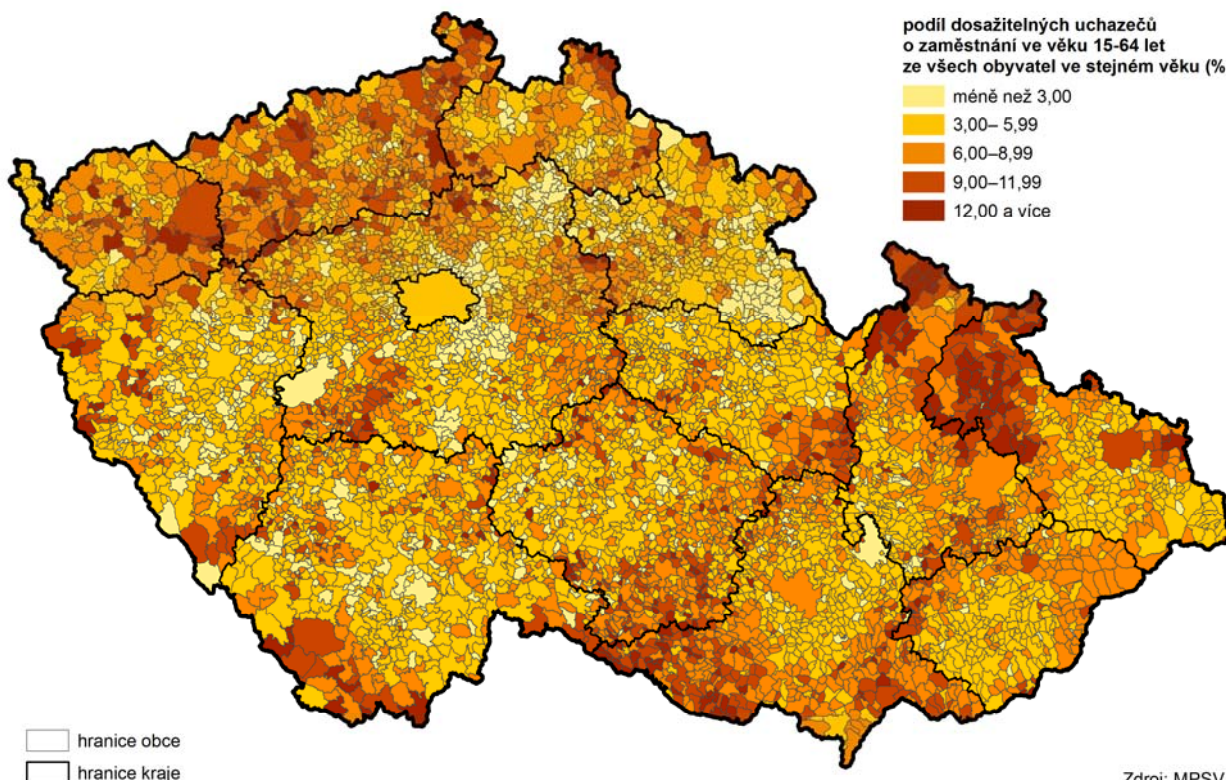 podíl dosažitelných uchazečů
o zaměstnání ve věku 15-64 let
ze všech obyvatel ve stejném věku (%
méně než 3,00
3,00– 5,99
6,00–8,99
9,00–11,99
12,00 a více
hranice obce
hranice kraje
Zdroj: MPSV